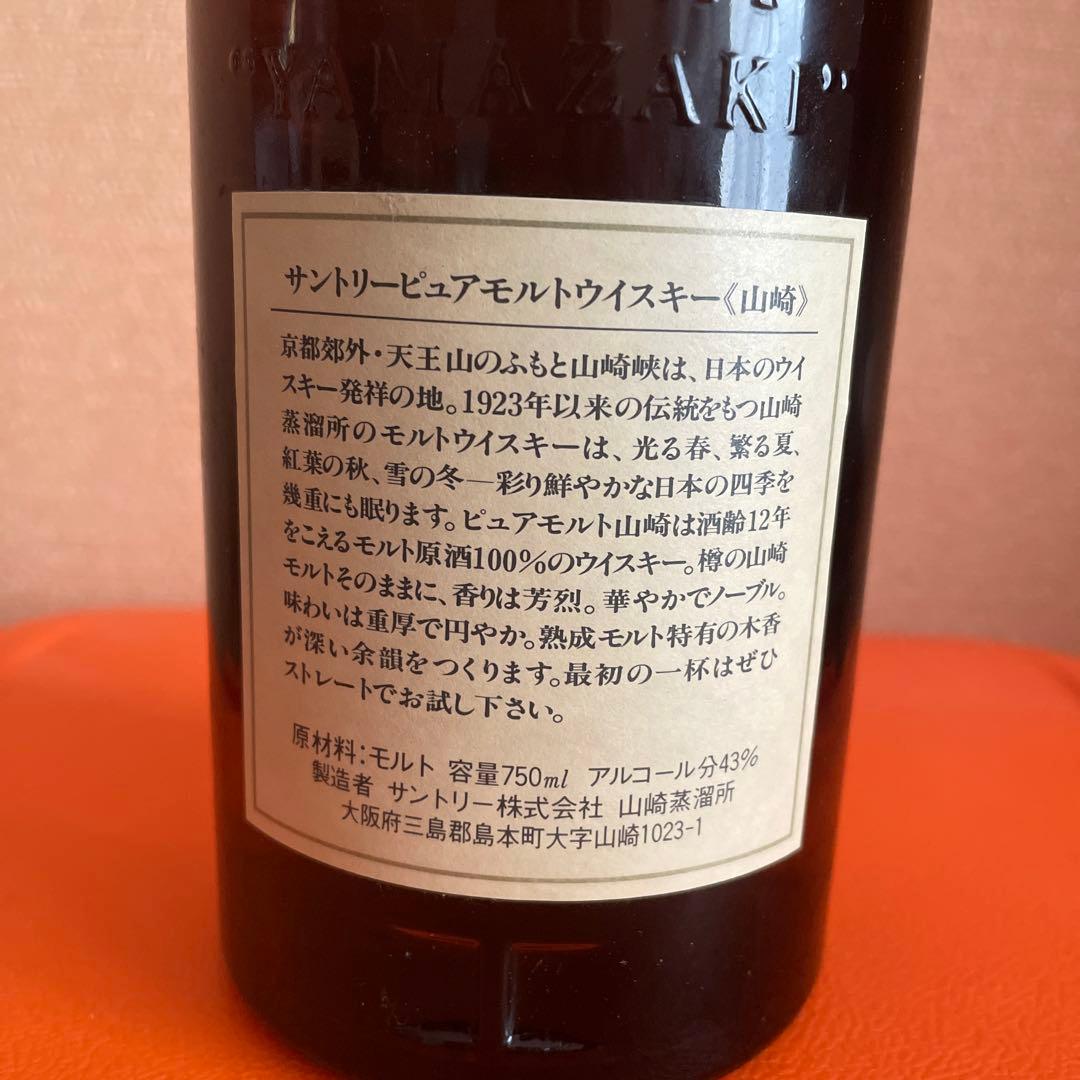 "YAMAZAKI"
サントリーピュアモルトウイスキー《山崎》
京都郊外・天王山のふもと山崎峡は、日本のウイ
スキー発祥の地。1923年以来の伝統をもつ山崎
蒸溜所のモルトウイスキーは、光る春、繁る夏、
紅葉の秋、雪の冬―彩り鮮やかな日本の四季を
幾重にも眠ります。ピュアモルト山崎は酒齢12年
をこえるモルト原酒100%のウイスキー。樽の山崎
モルトそのままに、香りは芳烈。華やかでノーブル。
味わいは重厚で円やか。熟成モルト特有の木香
が深い余韻をつくります。最初の一杯はぜひ
ストレートでお試し下さい。
原材料:モルト 容量750ml アルコール分43%
製造者 サントリー株式会社 山崎蒸溜所
大阪府三島郡島本町大字山崎1023-1